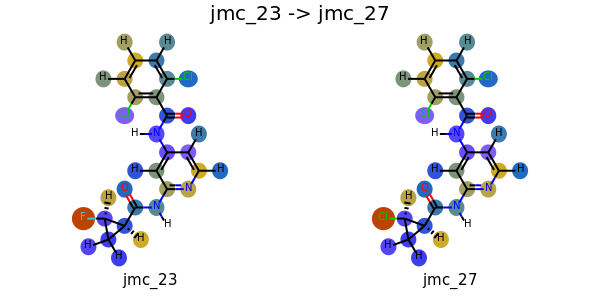 jmc_23 -> jmc_27
H H H H
H Cl H Cl
Cl O Cl O
H N H H N H
H H H H
O N O N
H N H N
F H Cl H
H H H H
H H
jmc_23 jmc_27